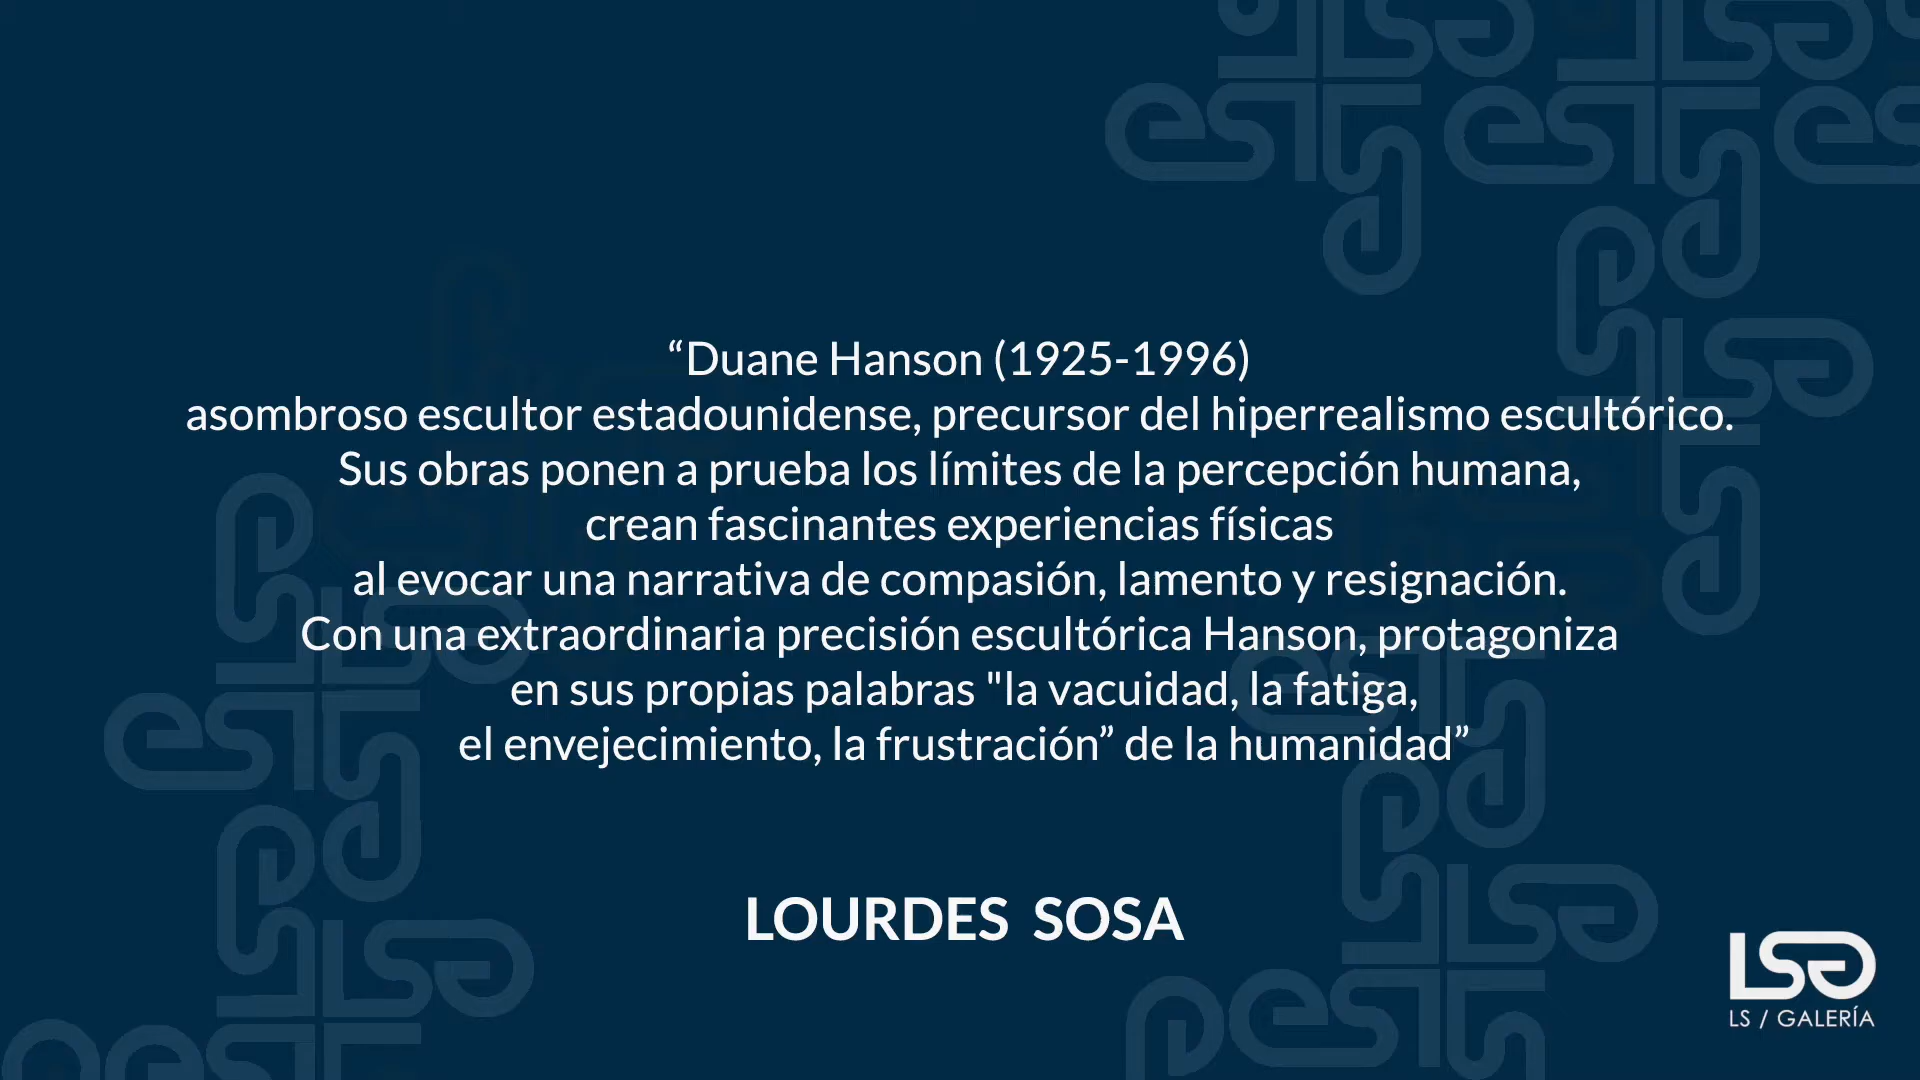 “Duane Hanson (1925-1996)
asombroso escultor estadounidense, precursor del hiperrealismo escultórico.
Sus obras ponen a prueba los límites de la percepción humana,
crean fascinantes experiencias físicas
al evocar una narrativa de compasión, lamento y resignación.
Con una extraordinaria precisión escultórica Hanson, protagoniza
en sus propias palabras "la vacuidad, la fatiga,
el envejecimiento, la frustración” de la humanidad”
LOURDES SOSA
LSG
LS / GALERÍA